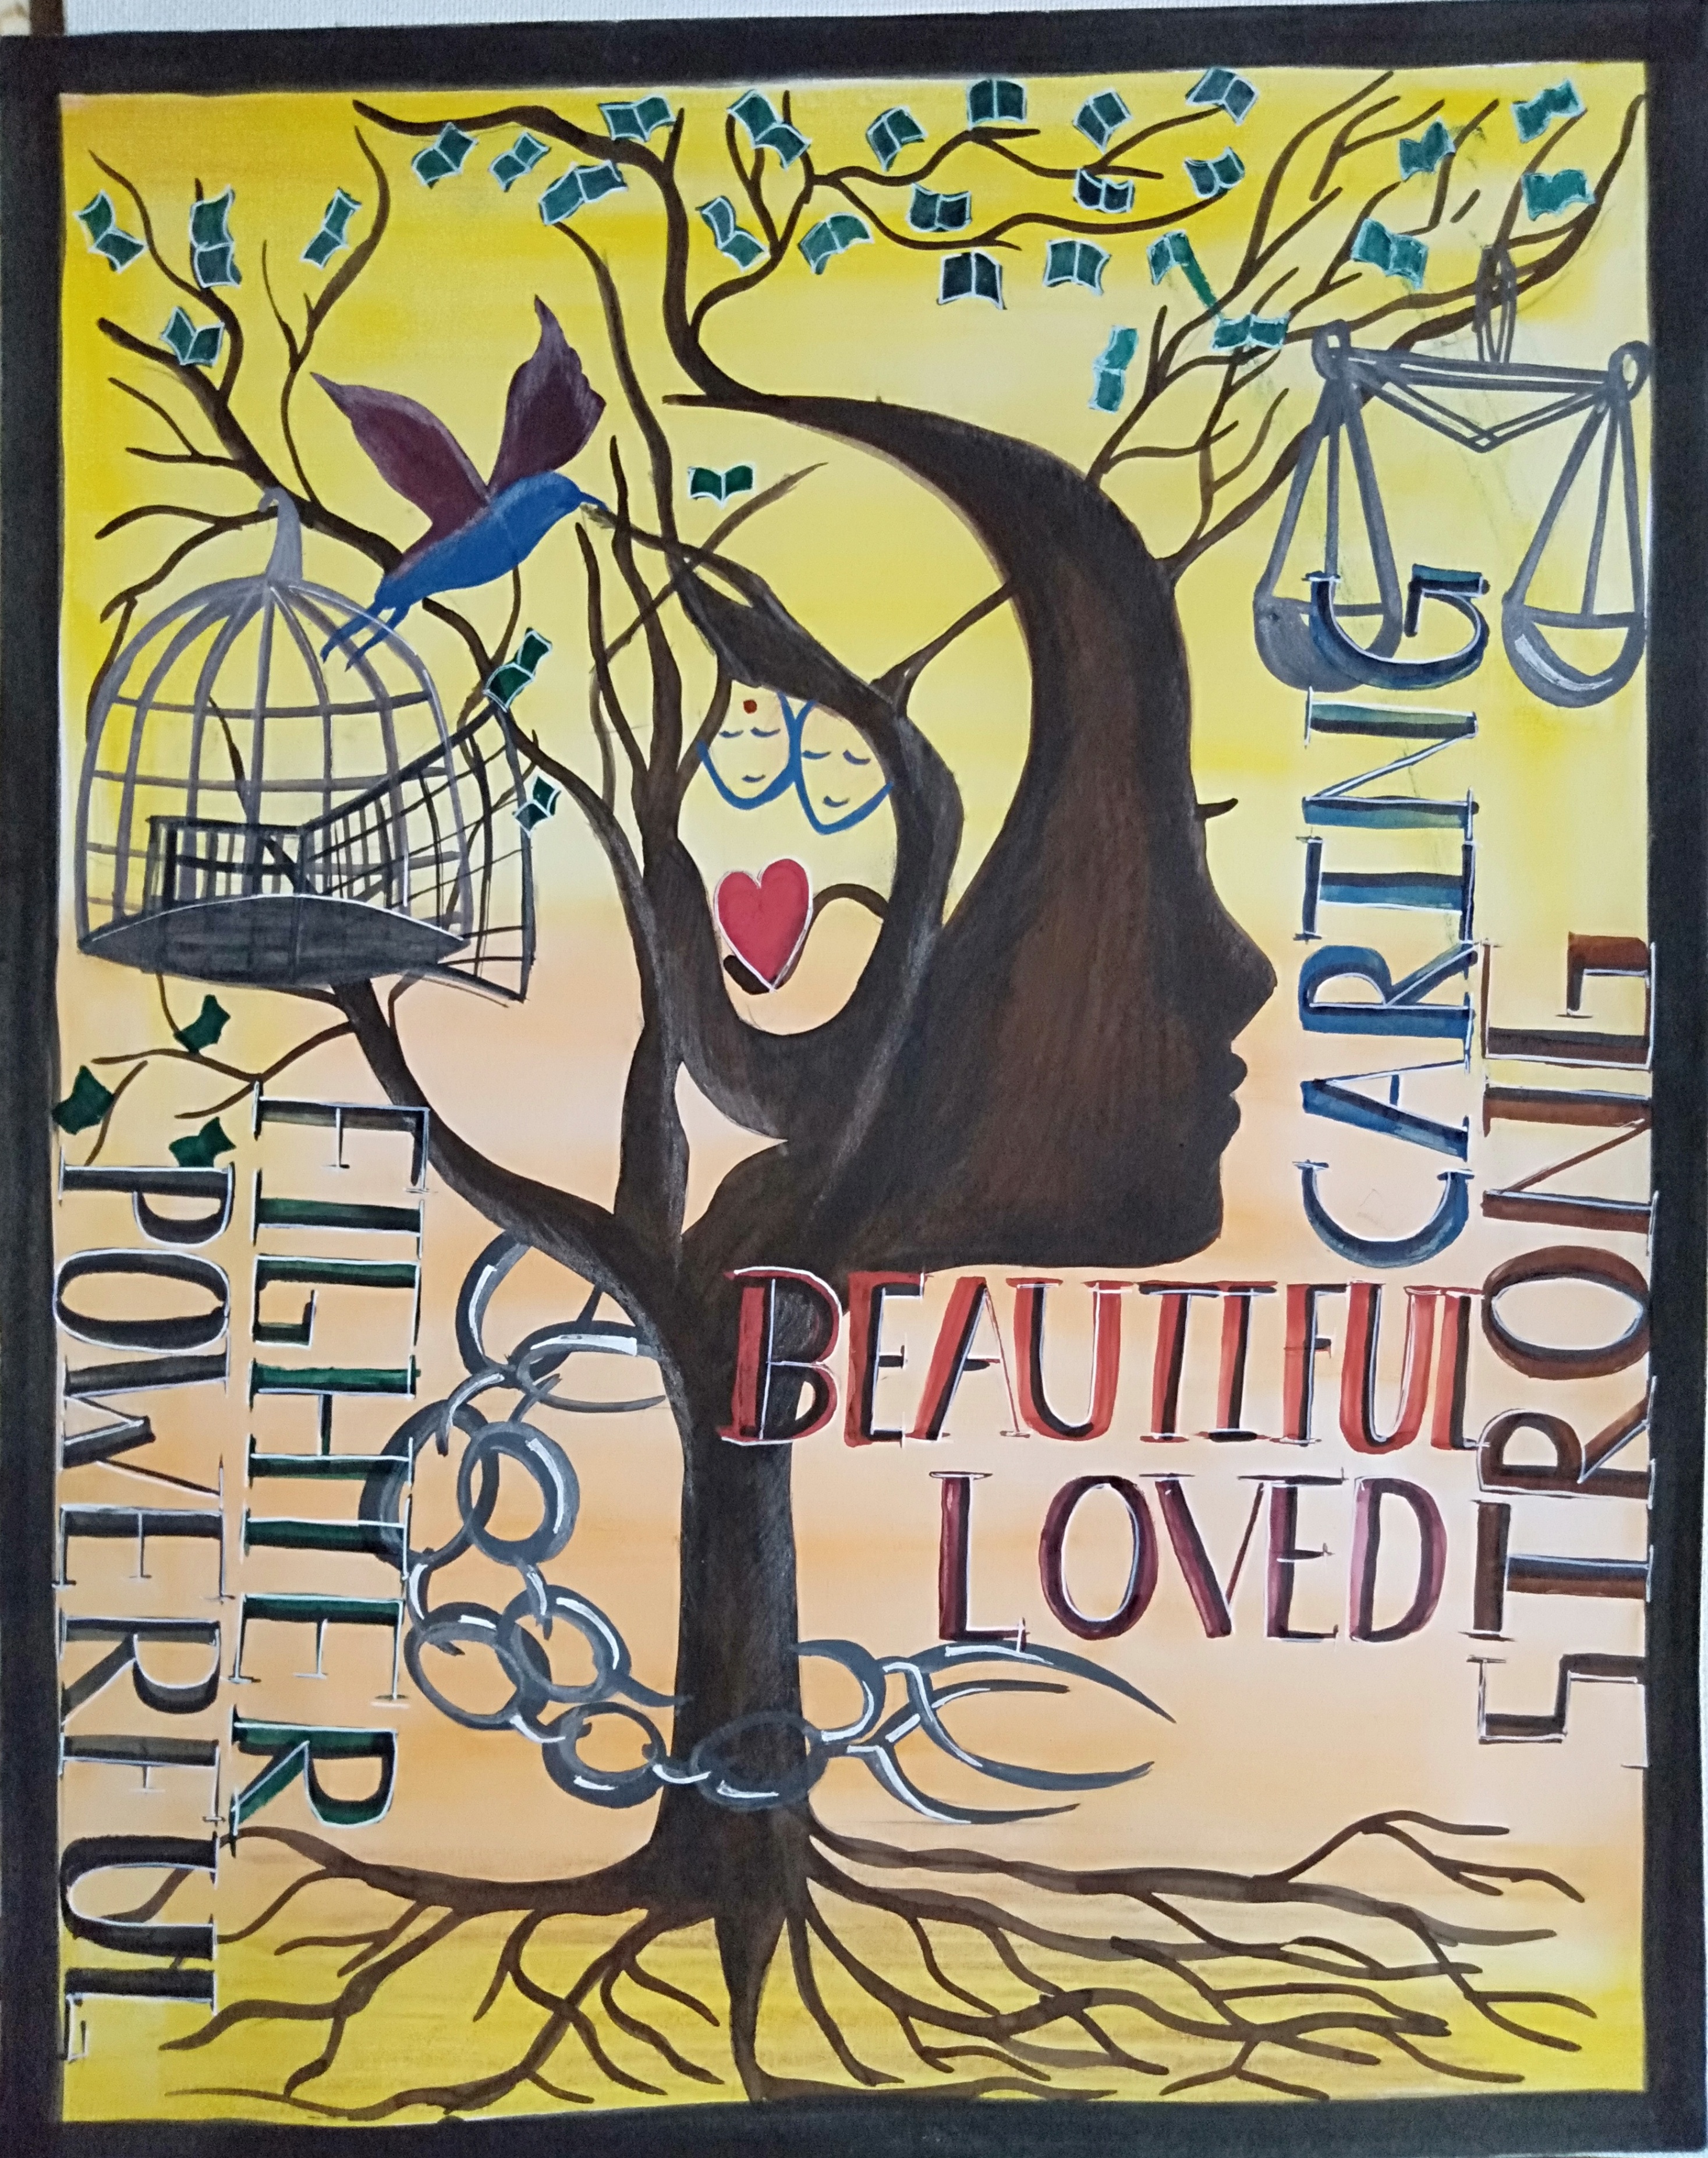 POWERFUL
FIGHTER
BEAUTIFUL
LOVED
CARING
STRONG